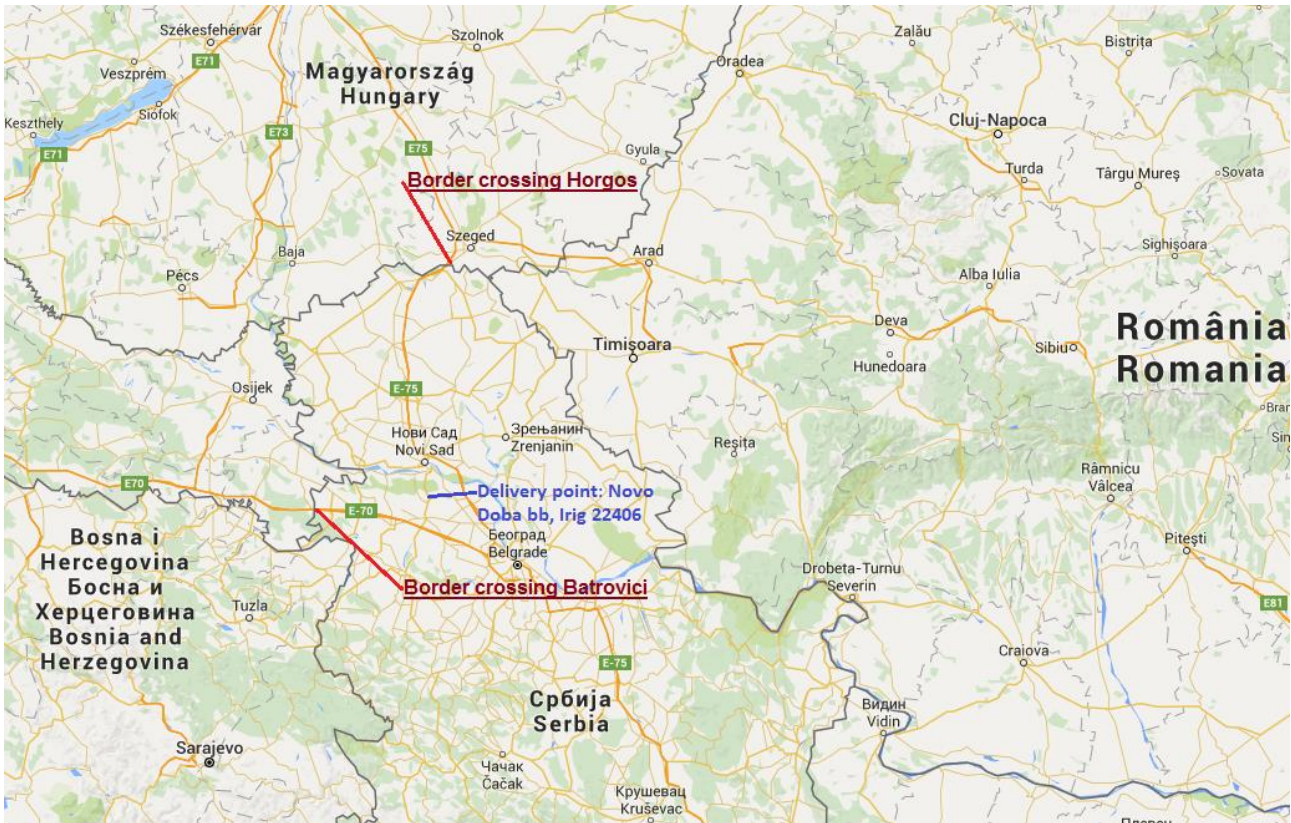 Székesfehérvár
Szolnok
Zalău
Bistrița
E71
Veszprém
Magyarország
Hungary
Oradea
Siofok
Keszthely
E73
Cluj-Napoca
E71
E75
Gyula
Turda
Târgu Mureș
Sovata
Border crossing Horgos
Szeged
Baja
Arad
Sighișoara
Pécs
Alba Iulia
Deva
România
Romania
Timișoara
Sibiu
Hunedoara
E-75
Osijek
Нови Сад
Novi Sad
Зрењанин
Zrenjanin
Reșița
E70
Râmnicu
Vâlcea
Delivery point: Novo
Doba bb, Irig 22406
E-70
Bosna i
Hercegovina
Босна и
Херцеговина
Bosnia and
Herzegovina
Београд
Belgrade
Pitești
Drobeta-Turnu
Severin
Border crossing Batrovici
Tuzla
E81
Craiova
E-75
Србија
Serbia
Видин
Vidin
Sarajevo
Чачак
Čačak
Крушевац
Kruševac